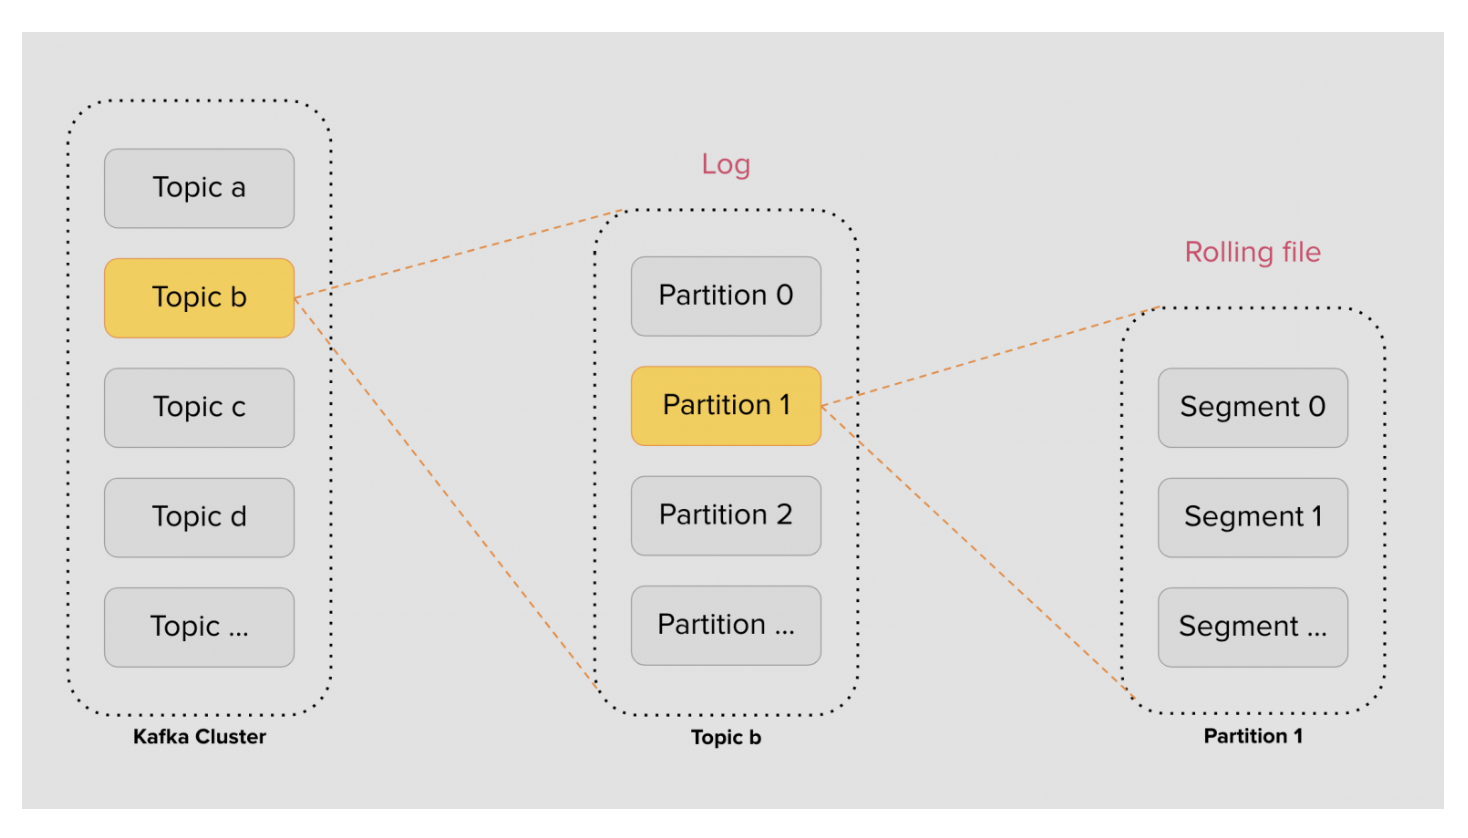 Topic a
Topic b
Topic c
Topic d
Topic ...
Kafka Cluster
Log
Partition 0
Partition 1
Partition 2
Partition ...
Topic b
Rolling file
Segment 0
Segment 1
Segment ...
Partition 1